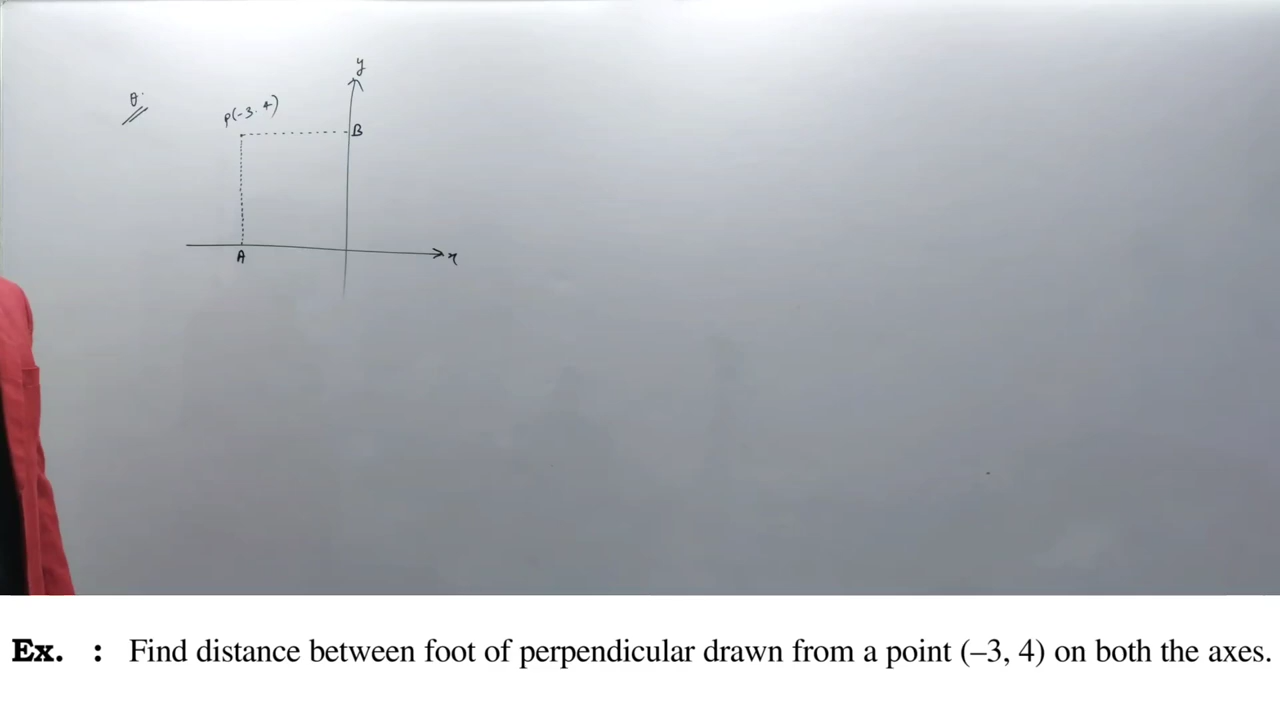 y
Q.
P(-3. 4)
B
A
x
Ex. : Find distance between foot of perpendicular drawn from a point (–3, 4) on both the axes.